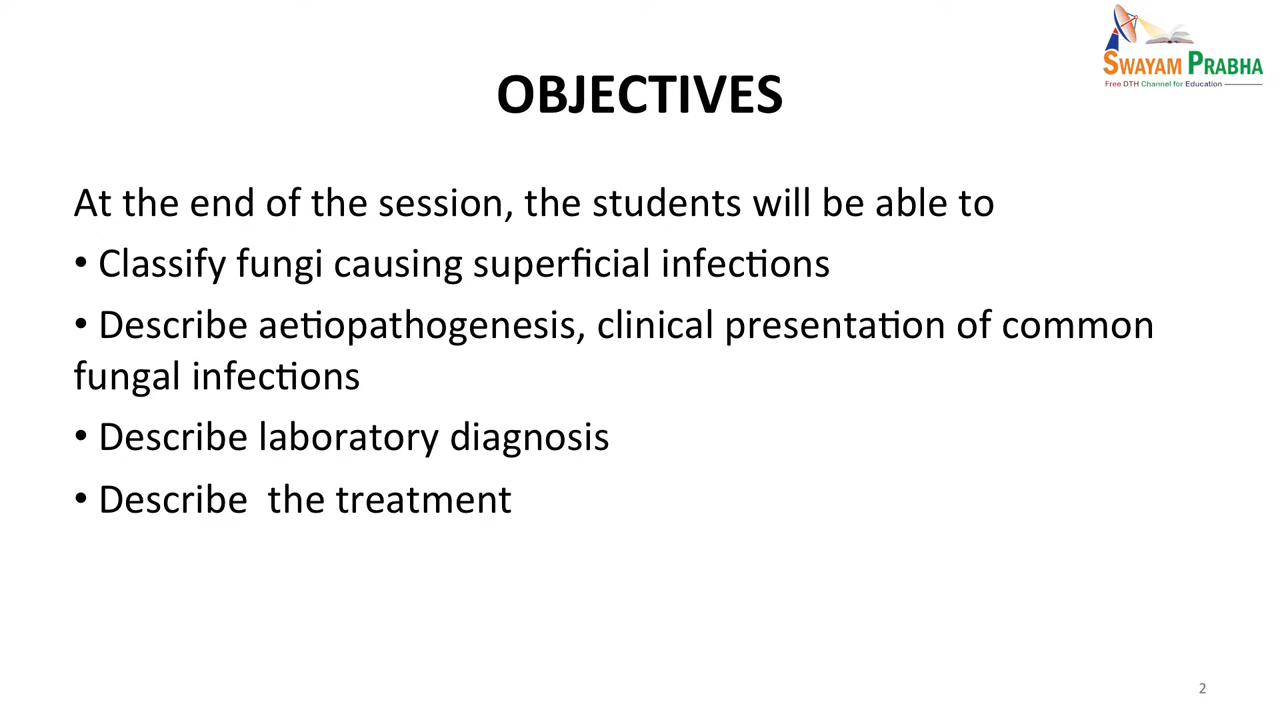 SWAYAM PRABHA
Free DTH Channel for Education
OBJECTIVES
At the end of the session, the students will be able to
• Classify fungi causing superficial infections
• Describe aetiopathogenesis, clinical presentation of common
fungal infections
• Describe laboratory diagnosis
• Describe  the treatment
2